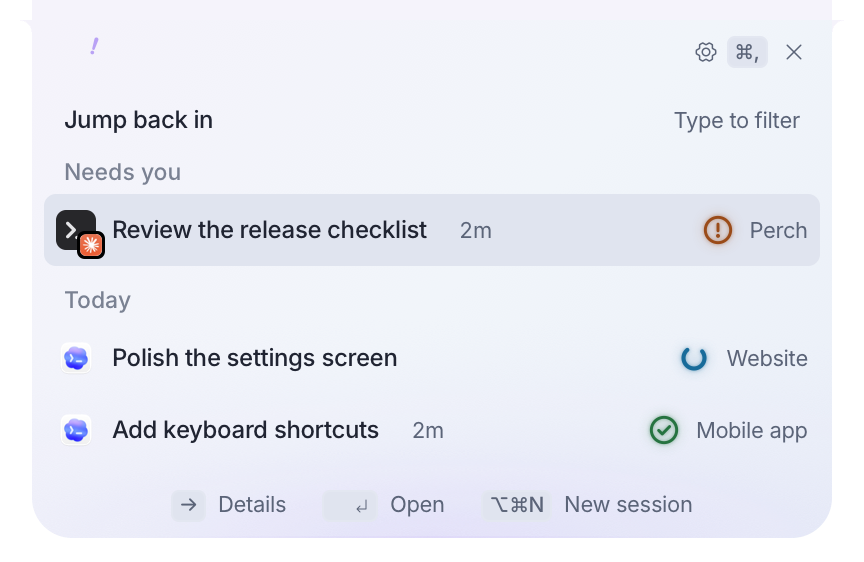 !
⌘,
Jump back in Type to filter
Needs you
Review the release checklist 2m Perch
Today
Polish the settings screen Website
Add keyboard shortcuts 2m Mobile app
→ Details ↵ Open ⌥⌘N New session